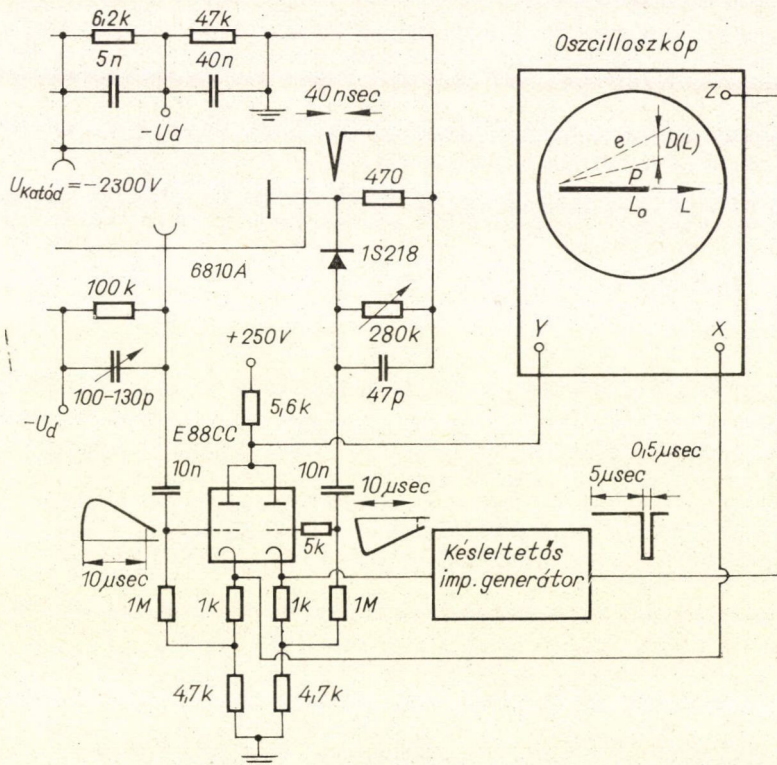 6,2k
47k
5n
40n
-Ud
40nsec
Oszcilloszkóp
Z
e
D(L)
P
L₀
L
Ukatód = -2300V
470
6810A
1S218
100k
280k
+250V
Y
X
100-130p
47p
-Ud
5,6k
E88CC
10n
10n
10μsec
0,5μsec
5μsec
5k
Késleltetős
imp. generátor
10μsec
1M
1k
1k
1M
4,7k
4,7k